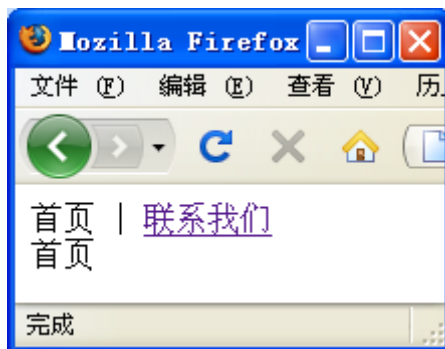 Mozilla Firefox
文件 (F) 编辑 (E) 查看 (V) 历
首页 | 联系我们
首页
完成